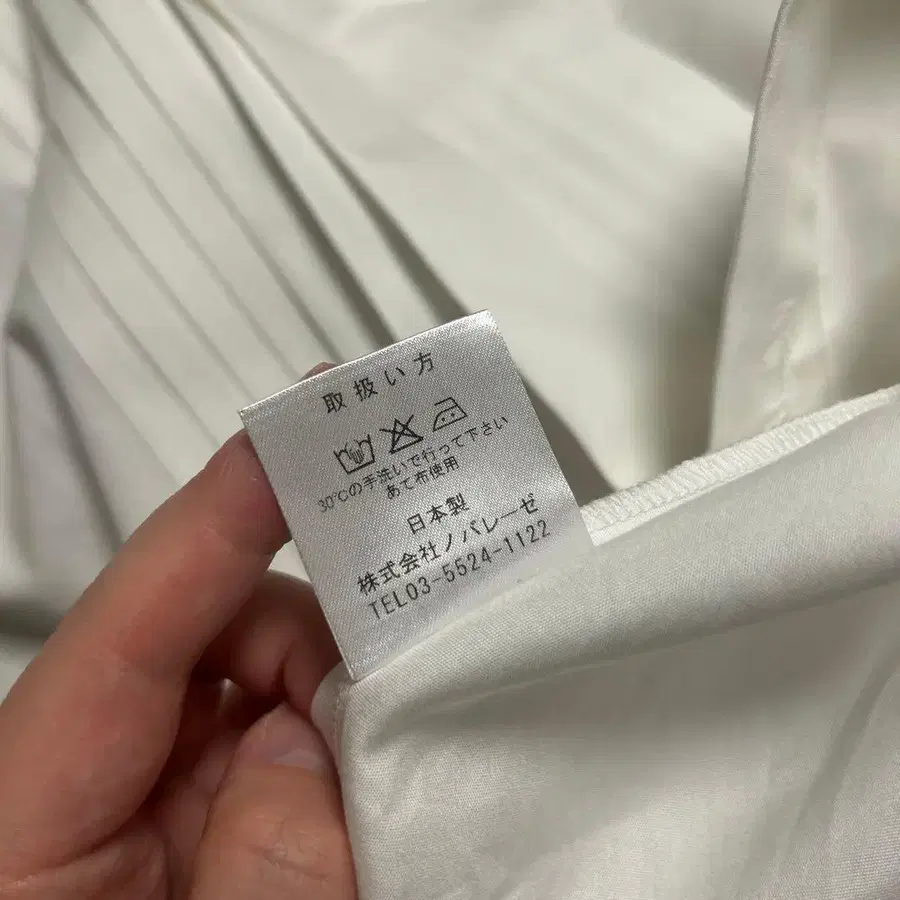 取扱い方
30℃の手洗いで行って下さい
あて布使用
日本製
株式会社ノバレーゼ
TEL03-5524-1122